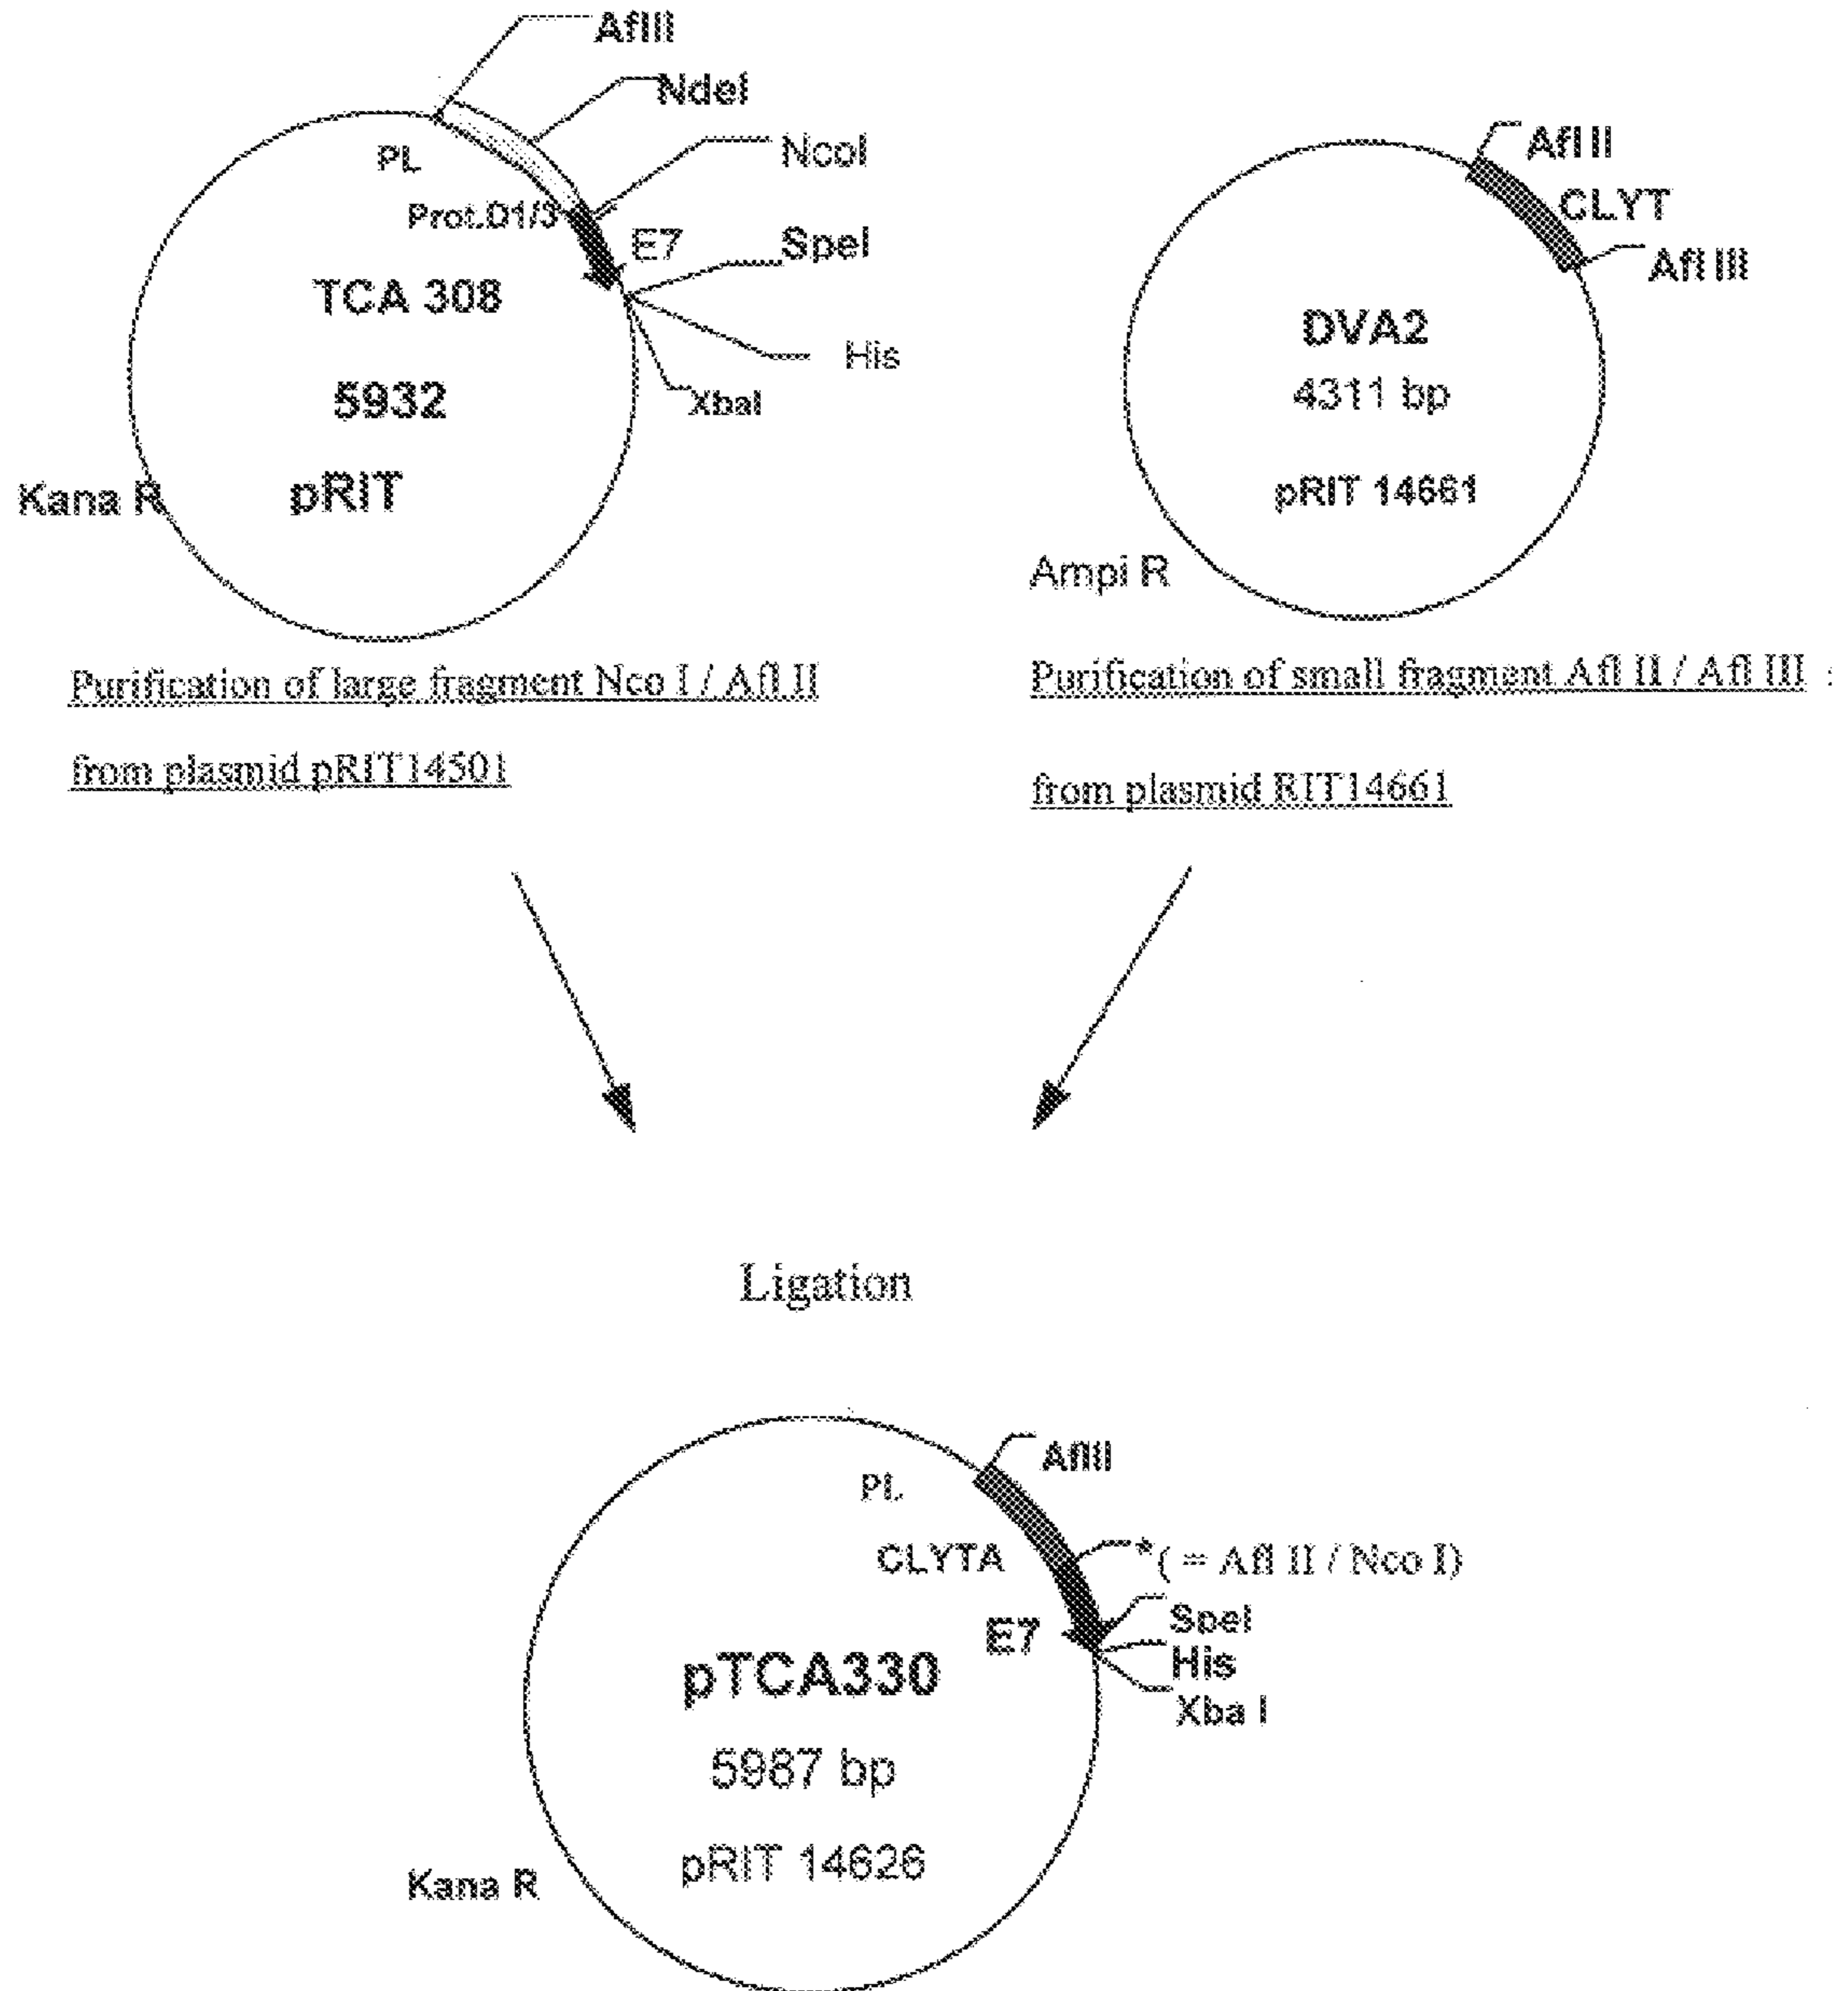 AflII
NdeI
NcoI
PL
Prot.D1/3
E7
SpeI
TCA 308
His
5932
XbaI
Kana R
pRIT
Afl II
CLYT
Afl III
DVA2
4311 bp
pRIT 14661
Ampi R
Purification of large fragment Nco I / Afl II
from plasmid pRIT14501
Purification of small fragment Afl II / Afl III :
from plasmid RIT14661
Ligation
AflII
PL
CLYTA
*( = Afl II / Nco I)
SpeI
E7
His
Xba I
pTCA330
5987 bp
pRIT 14626
Kana R